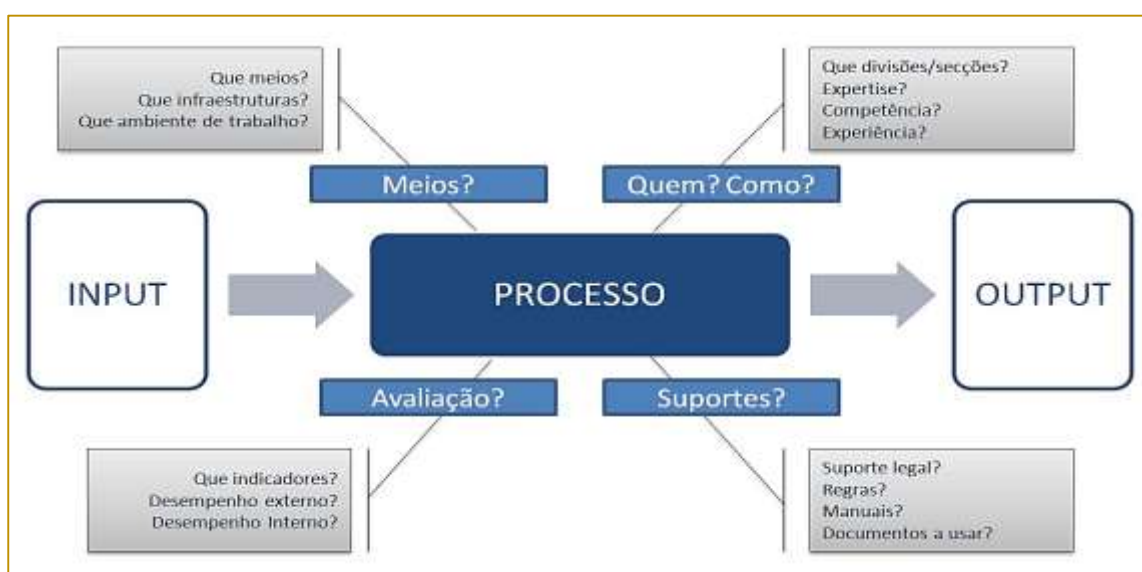 Que meios?
Que infraestruturas?
Que ambiente de trabalho?
Que divisões/secções?
Expertise?
Competência?
Experiência?
Meios?
Quem? Como?
INPUT
PROCESSO
OUTPUT
Avaliação?
Suportes?
Que indicadores?
Desempenho externo?
Desempenho Interno?
Suporte legal?
Regras?
Manuais?
Documentos a usar?